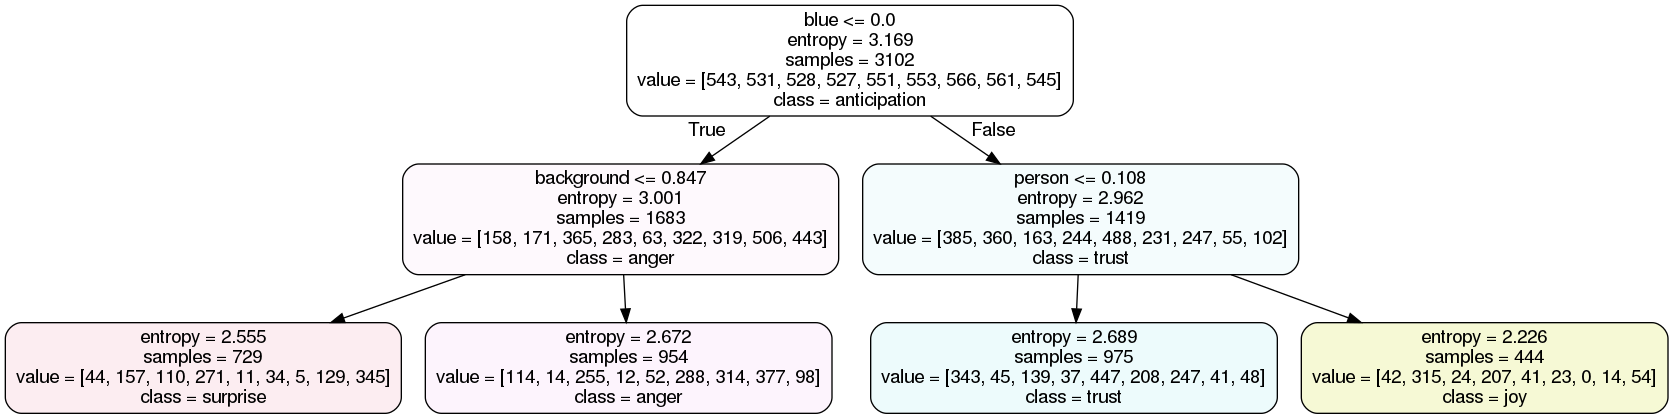 blue <= 0.0
entropy = 3.169
samples = 3102
value = [543, 531, 528, 527, 551, 553, 566, 561, 545]
class = anticipation
True
False
background <= 0.847
entropy = 3.001
samples = 1683
value = [158, 171, 365, 283, 63, 322, 319, 506, 443]
class = anger
person <= 0.108
entropy = 2.962
samples = 1419
value = [385, 360, 163, 244, 488, 231, 247, 55, 102]
class = trust
entropy = 2.555
samples = 729
value = [44, 157, 110, 271, 11, 34, 5, 129, 345]
class = surprise
entropy = 2.672
samples = 954
value = [114, 14, 255, 12, 52, 288, 314, 377, 98]
class = anger
entropy = 2.689
samples = 975
value = [343, 45, 139, 37, 447, 208, 247, 41, 48]
class = trust
entropy = 2.226
samples = 444
value = [42, 315, 24, 207, 41, 23, 0, 14, 54]
class = joy